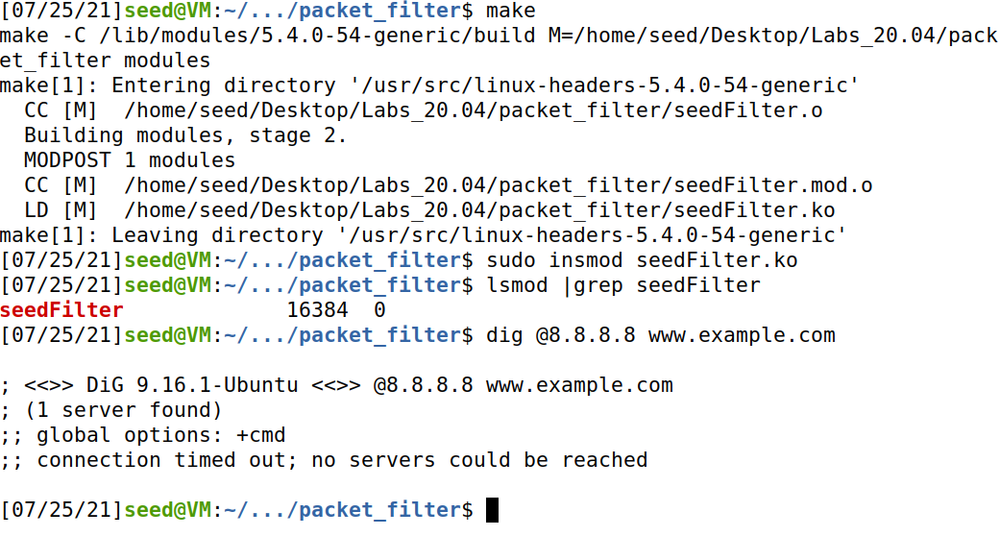 [07/25/21]seed@VM:~/.../packet_filter$ make
make -C /lib/modules/5.4.0-54-generic/build M=/home/seed/Desktop/Labs_20.04/pack
et_filter modules
make[1]: Entering directory '/usr/src/linux-headers-5.4.0-54-generic'
  CC [M]  /home/seed/Desktop/Labs_20.04/packet_filter/seedFilter.o
  Building modules, stage 2.
  MODPOST 1 modules
  CC [M]  /home/seed/Desktop/Labs_20.04/packet_filter/seedFilter.mod.o
  LD [M]  /home/seed/Desktop/Labs_20.04/packet_filter/seedFilter.ko
make[1]: Leaving directory '/usr/src/linux-headers-5.4.0-54-generic'
[07/25/21]seed@VM:~/.../packet_filter$ sudo insmod seedFilter.ko
[07/25/21]seed@VM:~/.../packet_filter$ lsmod |grep seedFilter
seedFilter             16384  0
[07/25/21]seed@VM:~/.../packet_filter$ dig @8.8.8.8 www.example.com

; <<>> DiG 9.16.1-Ubuntu <<>> @8.8.8.8 www.example.com
; (1 server found)
;; global options: +cmd
;; connection timed out; no servers could be reached

[07/25/21]seed@VM:~/.../packet_filter$